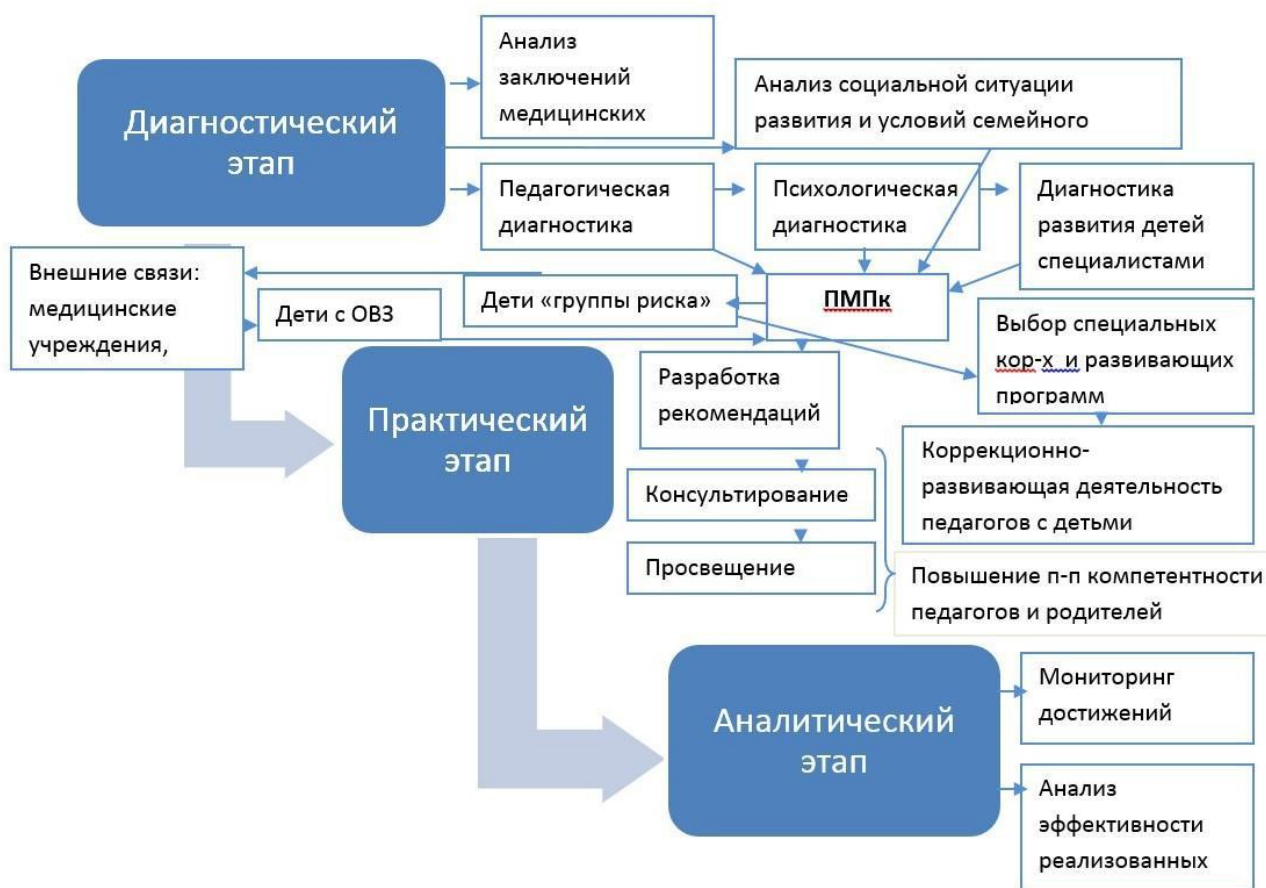 Диагностический
этап
Анализ
заключений
медицинских
Анализ социальной ситуации
развития и условий семейного
Педагогическая
диагностика
Психологическая
диагностика
Диагностика
развития детей
специалистами
Внешние связи:
медицинские
учреждения,
Дети с ОВЗ
Дети «группы риска»
ПМПк
Выбор специальных
кор-х и развивающих
программ
Практический
этап
Разработка
рекомендаций
Консультирование
Просвещение
Коррекционно-
развивающая деятельность
педагогов с детьми
Повышение п-п компетентности
педагогов и родителей
Аналитический
этап
Мониторинг
достижений
Анализ
эффективности
реализованных